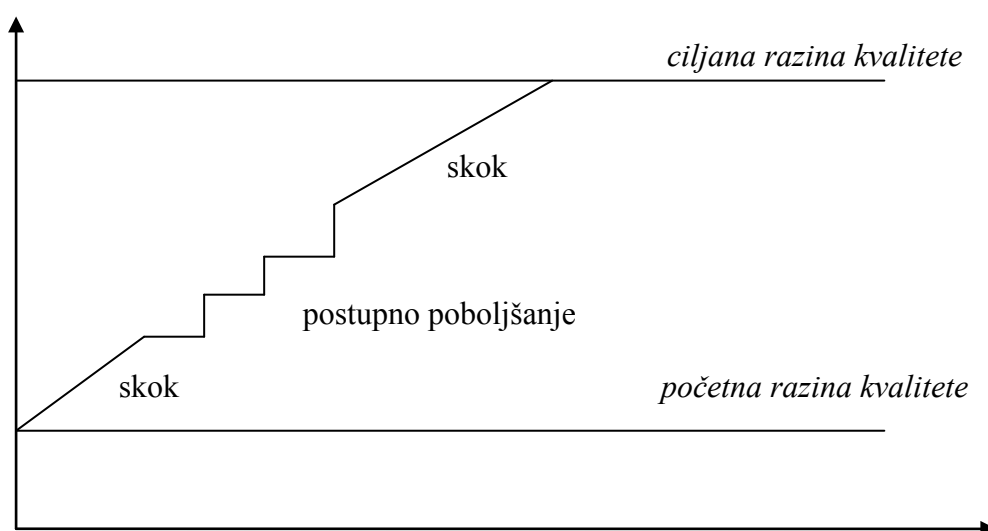 ciljana razina kvalitete
skok
postupno poboljšanje
skok
početna razina kvalitete